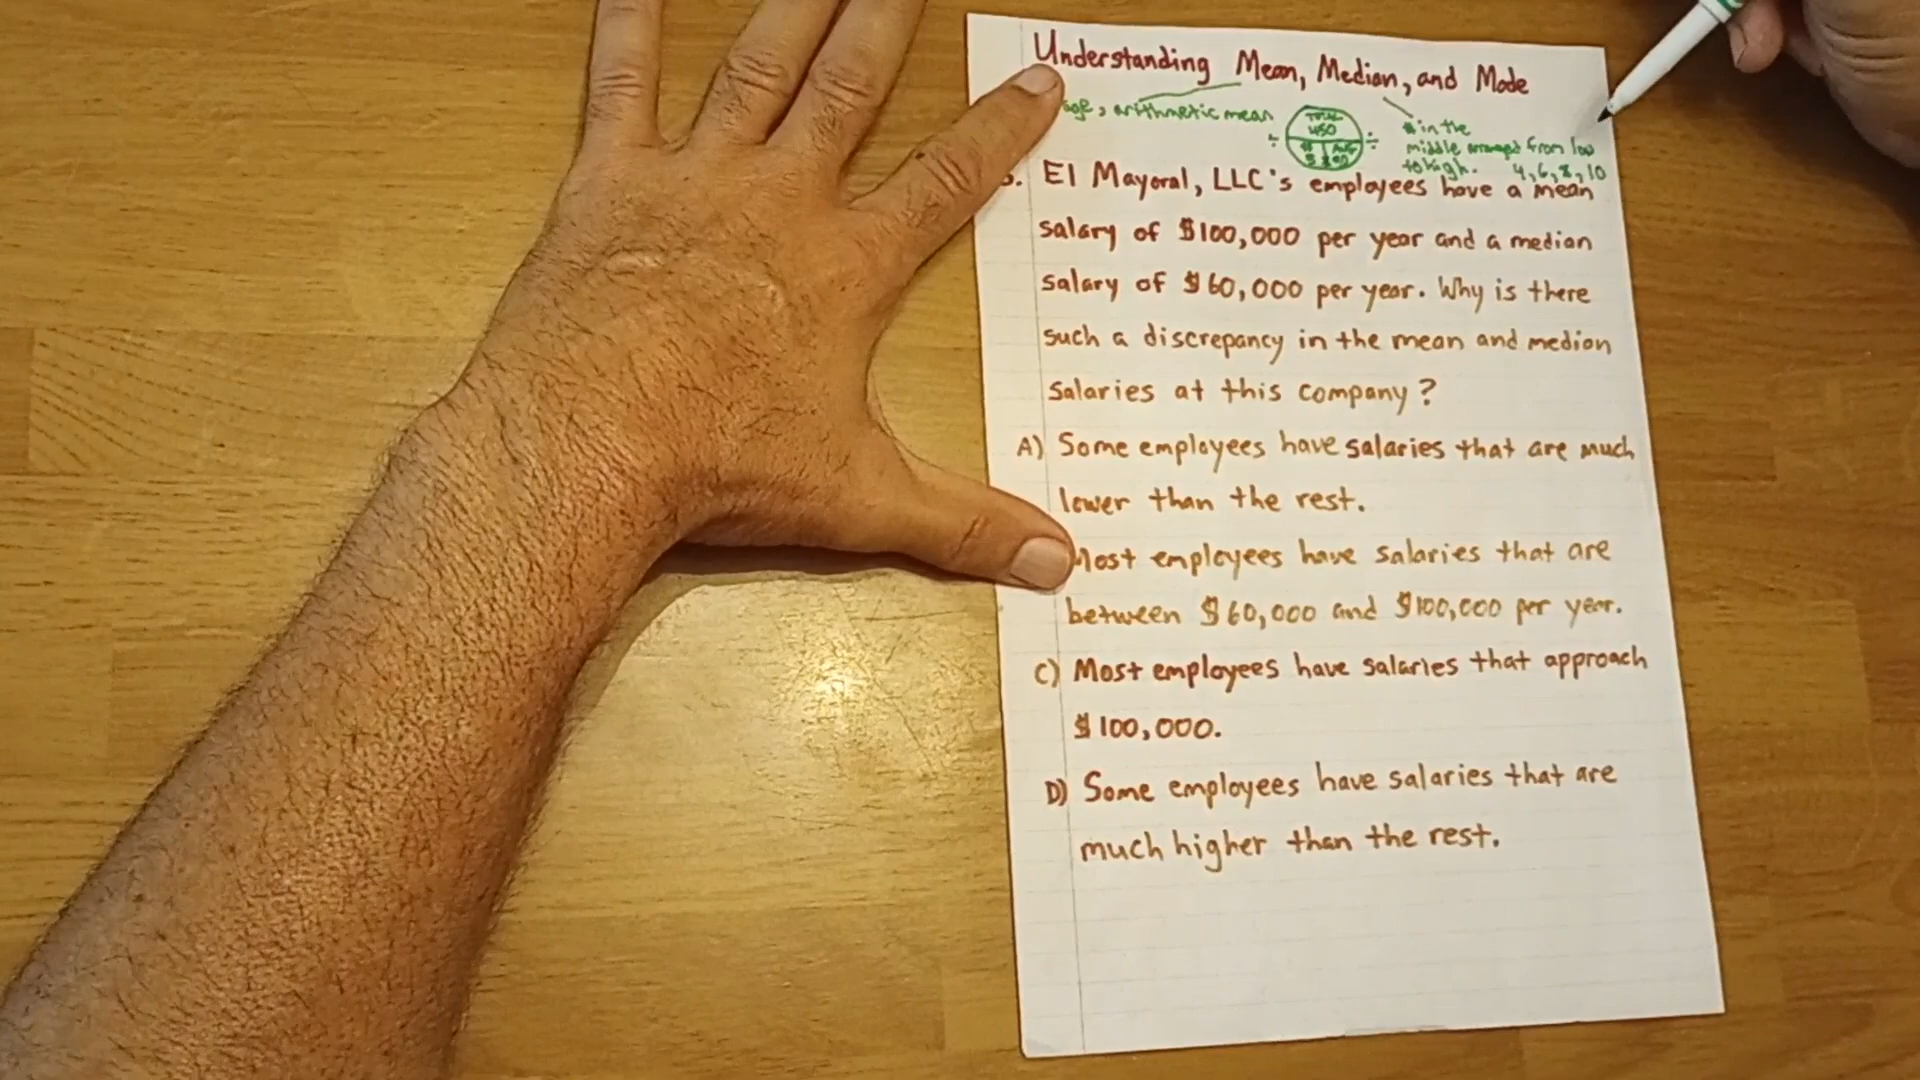 Understanding Mean, Median, and Mode
age, arithmetic mean
÷ TOTAL 450 ÷
# in the
middle arranged from low
to high. 4, 6, 8, 10
El Mayoral, LLC's employees have a mean
salary of $100,000 per year and a median
salary of $60,000 per year. Why is there
such a discrepancy in the mean and median
salaries at this company?
A) Some employees have salaries that are much
lower than the rest.
Most employees have salaries that are
between $60,000 and $100,000 per year.
C) Most employees have salaries that approach
$100,000.
D) Some employees have salaries that are
much higher than the rest.